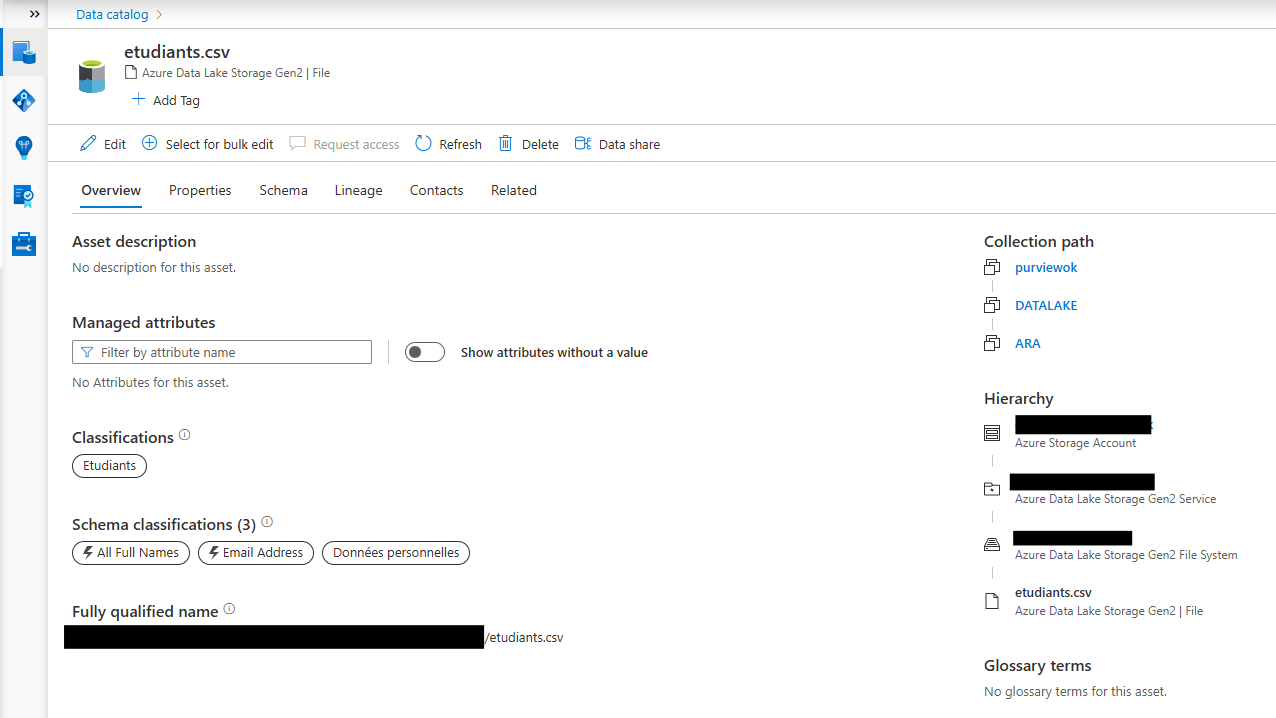 Data catalog
etudiants.csv
Azure Data Lake Storage Gen2 | File
Add Tag
Edit Select for bulk edit Request access Refresh Delete Data share
Overview Properties Schema Lineage Contacts Related
Asset description
No description for this asset.
Managed attributes
Filter by attribute name Show attributes without a value
No Attributes for this asset.
Classifications
Etudiants
Schema classifications (3)
All Full Names Email Address Données personnelles
Fully qualified name
/etudiants.csv
Collection path
purviewok
DATALAKE
ARA
Hierarchy
Azure Storage Account
Azure Data Lake Storage Gen2 Service
Azure Data Lake Storage Gen2 File System
etudiants.csv
Azure Data Lake Storage Gen2 | File
Glossary terms
No glossary terms for this asset.